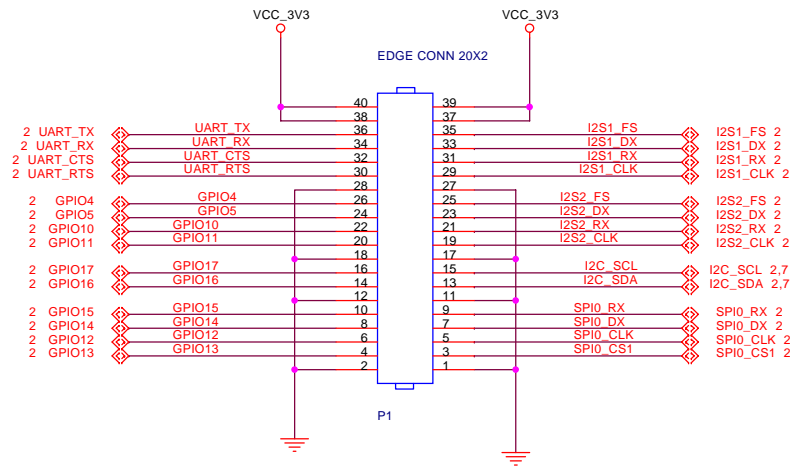 VCC_3V3 VCC_3V3
EDGE CONN 20X2
40 39
38 37
2 UART_TX UART_TX 36 35 I2S1_FS I2S1_FS 2
2 UART_RX UART_RX 34 33 I2S1_DX I2S1_DX 2
2 UART_CTS UART_CTS 32 31 I2S1_RX I2S1_RX 2
2 UART_RTS UART_RTS 30 29 I2S1_CLK I2S1_CLK 2
28 27
2 GPIO4 GPIO4 26 25 I2S2_FS I2S2_FS 2
2 GPIO5 GPIO5 24 23 I2S2_DX I2S2_DX 2
2 GPIO10 GPIO10 22 21 I2S2_RX I2S2_RX 2
2 GPIO11 GPIO11 20 19 I2S2_CLK I2S2_CLK 2
18 17
2 GPIO17 GPIO17 16 15 I2C_SCL I2C_SCL 2,7
2 GPIO16 GPIO16 14 13 I2C_SDA I2C_SDA 2,7
12 11
2 GPIO15 GPIO15 10 9 SPI0_RX SPI0_RX 2
2 GPIO14 GPIO14 8 7 SPI0_DX SPI0_DX 2
2 GPIO12 GPIO12 6 5 SPI0_CLK SPI0_CLK 2
2 GPIO13 GPIO13 4 3 SPI0_CS1 SPI0_CS1 2
2 1
P1